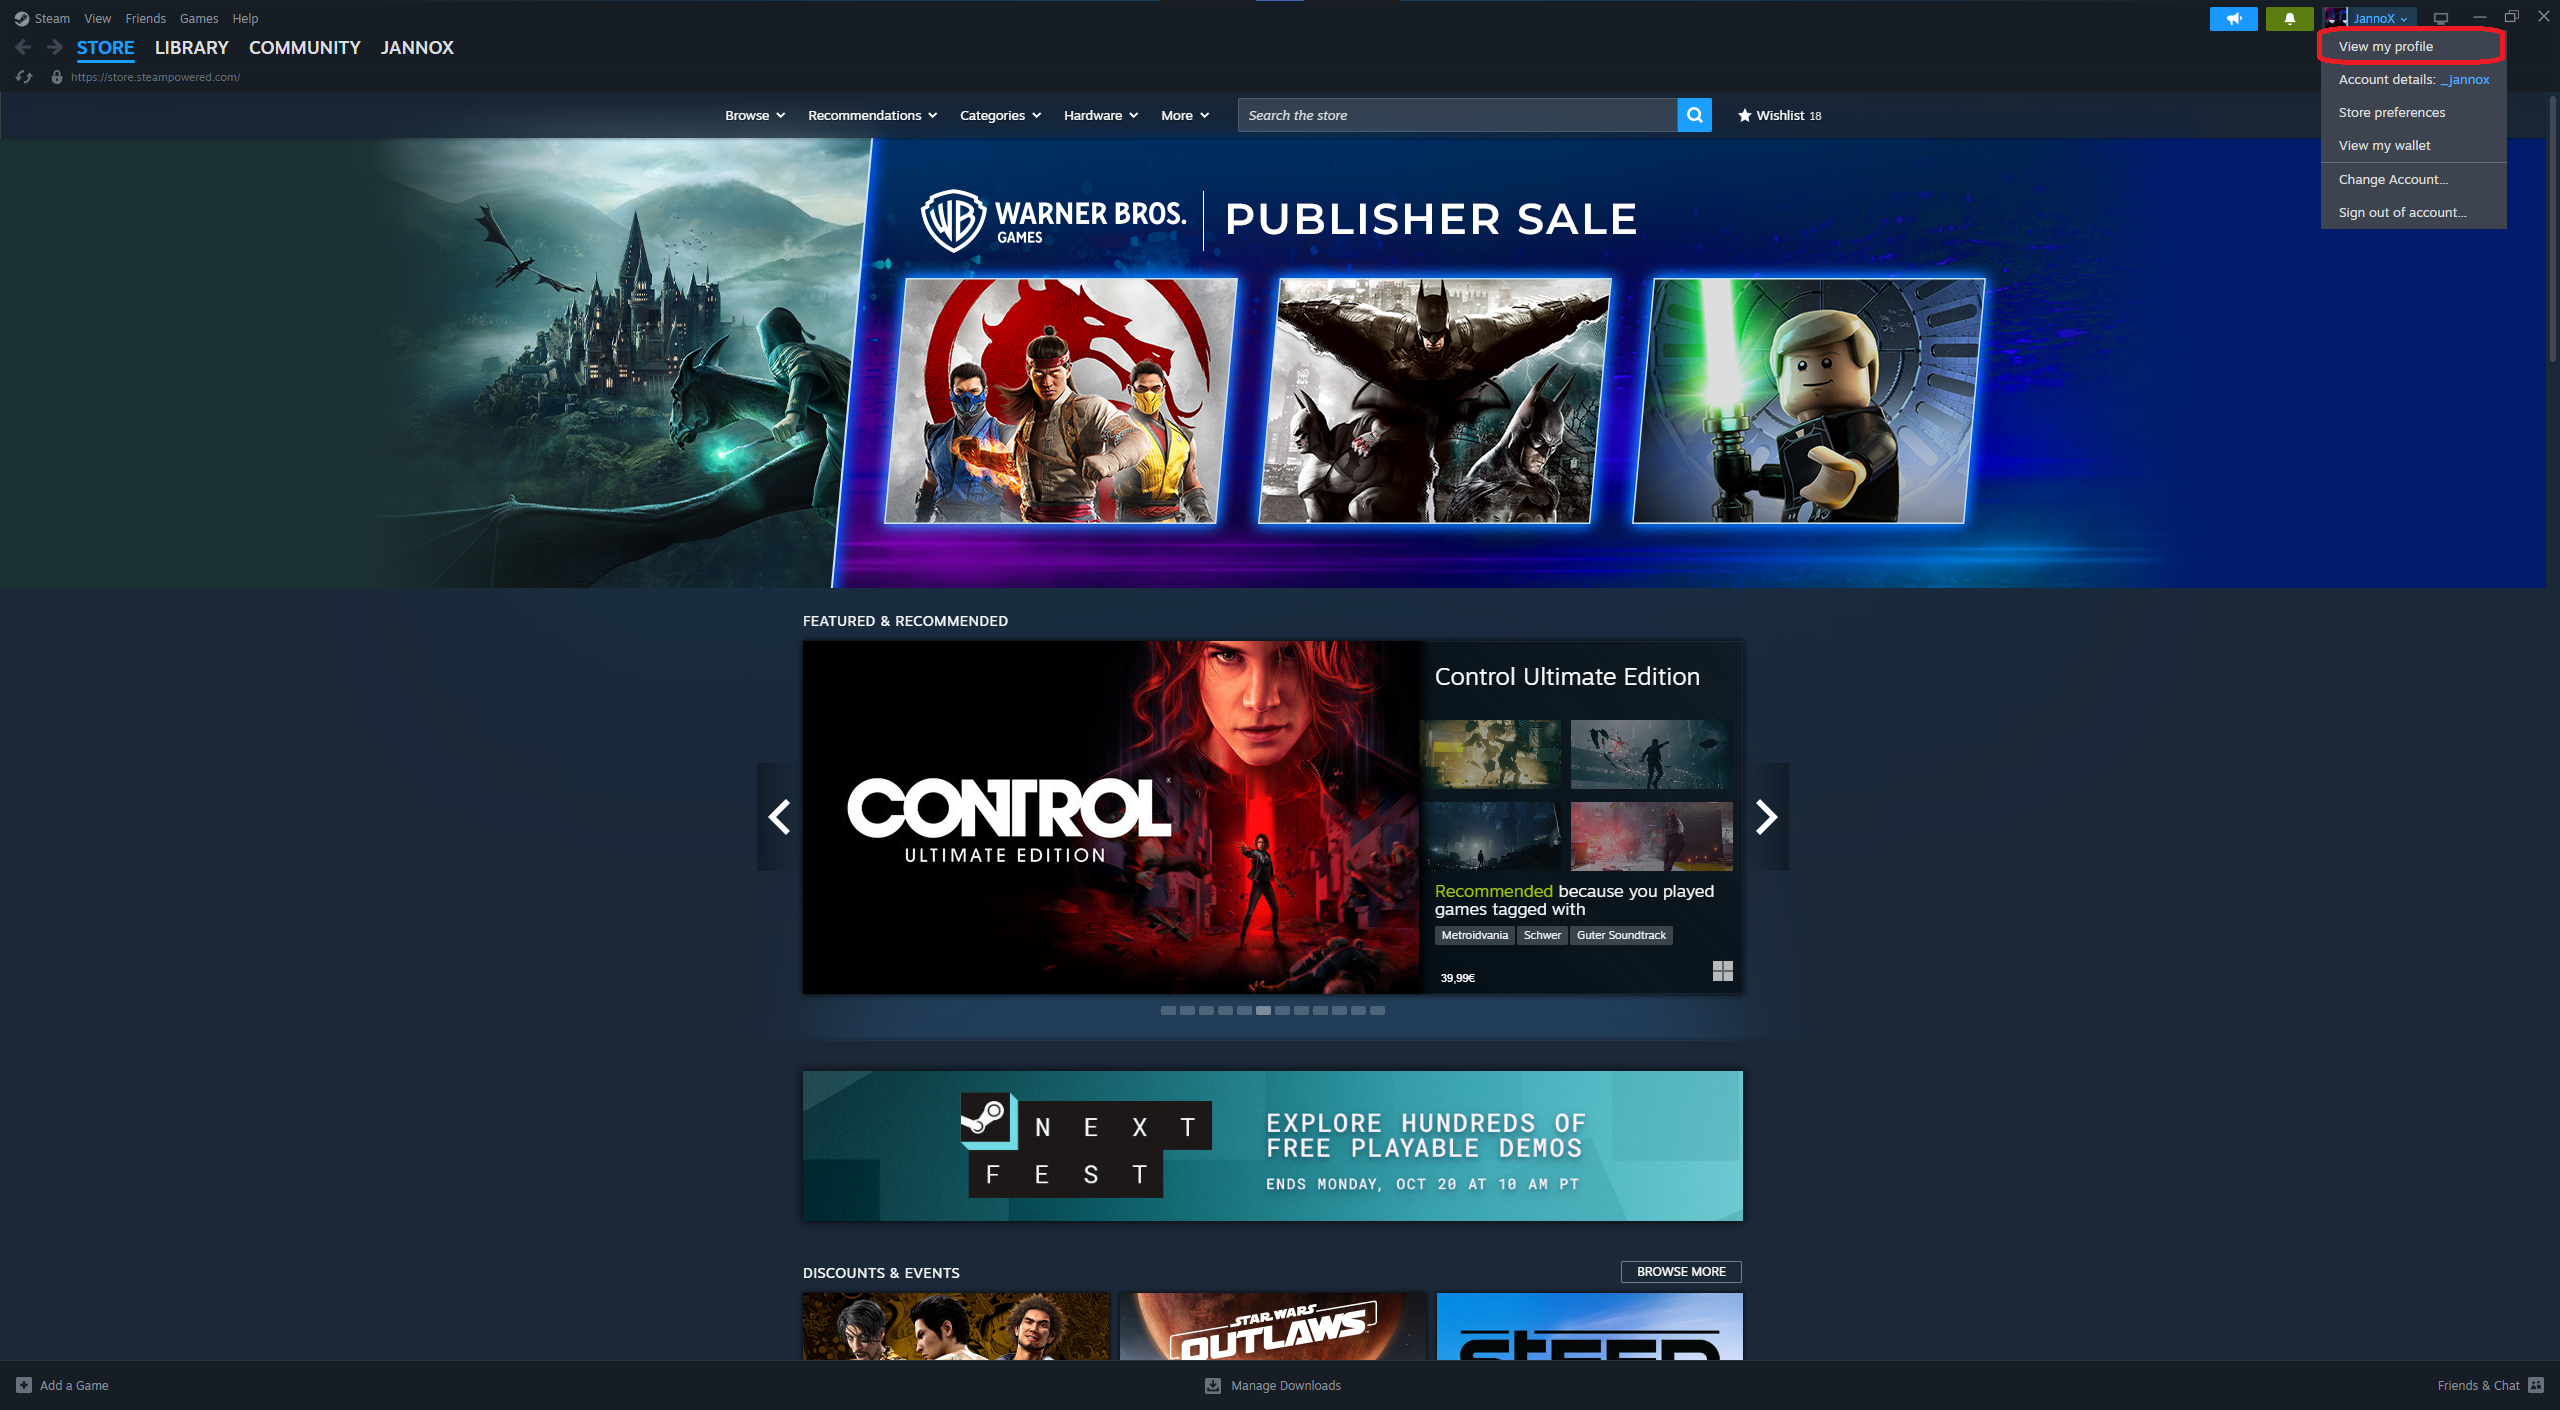 Steam View Friends Games Help
JannoX
STORE LIBRARY COMMUNITY JANNOX
View my profile
https://store.steampowered.com/
Account details: _jannox
Store preferences
View my wallet
Change Account...
Sign out of account...
Browse Recommendations Categories Hardware More Search the store Wishlist 18
WB WARNER BROS.
GAMES
PUBLISHER SALE
FEATURED & RECOMMENDED
CONTROL
ULTIMATE EDITION
Control Ultimate Edition
Recommended because you played
games tagged with
Metroidvania Schwer Guter Soundtrack
39,99€
NEXT
FEST
EXPLORE HUNDREDS OF
FREE PLAYABLE DEMOS
ENDS MONDAY, OCT 20 AT 10 AM PT
DISCOUNTS & EVENTS
BROWSE MORE
STAR WARS
OUTLAWS
STEEP
Add a Game
Manage Downloads
Friends & Chat